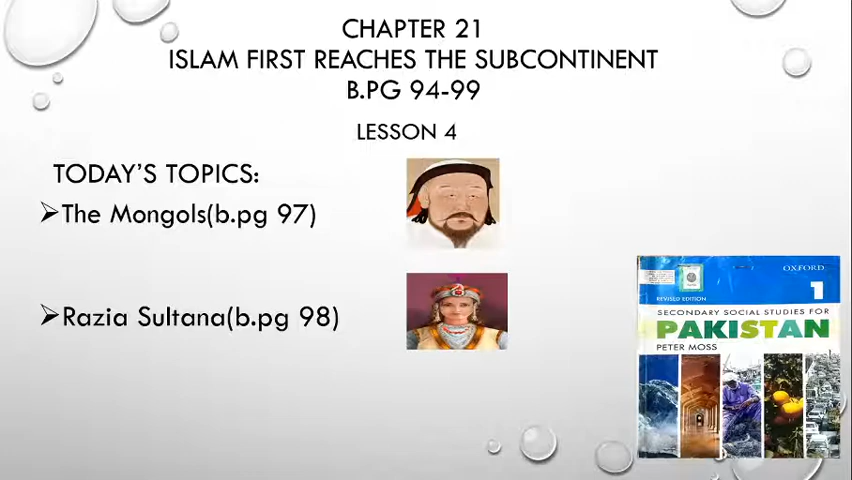 CHAPTER 21
ISLAM FIRST REACHES THE SUBCONTINENT
B.PG 94-99
LESSON 4
TODAY'S TOPICS:
➢The Mongols(b.pg 97)
➢Razia Sultana(b.pg 98)
OXFORD
1
REVISED EDITION
SECONDARY SOCIAL STUDIES FOR
PAKISTAN
PETER MOSS